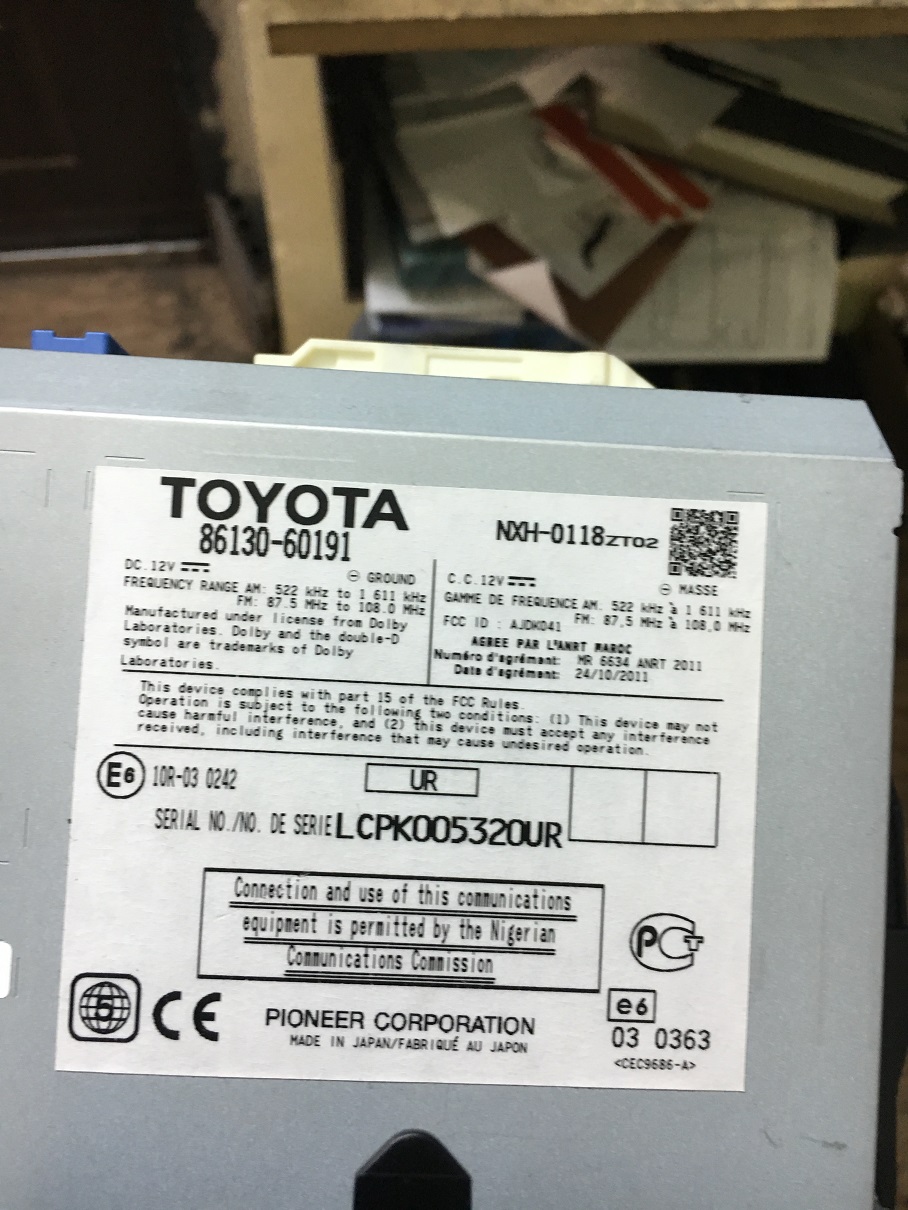 TOYOTA
86130-60191
NXH-0118ZT02
DC.12V
⊖ GROUND
FREQUENCY RANGE AM: 522 kHz to 1 611 kHz
FM: 87.5 MHz to 108.0 MHz
Manufactured under license from Dolby
Laboratories. Dolby and the double-D
symbol are trademarks of Dolby
Laboratories.
C.C.12V
⊖ MASSE
GAMME DE FREQUENCE AM. 522 kHz à 1 611 kHz
FM: 87,5 MHz à 108,0 MHz
FCC ID : AJDK041
AGREE PAR L'ANRT MAROC
Numéro d'agrément: MR 6634 ANRT 2011
Date d'agrément: 24/10/2011
This device complies with part 15 of the FCC Rules.
Operation is subject to the following two conditions: (1) This device may not
cause harmful interference, and (2) this device must accept any interference
received, including interference that may cause undesired operation.
E6 10R-03 0242
UR
SERIAL NO./NO. DE SERIE LCPK005320UR
Connection and use of this communications
equipment is permitted by the Nigerian
Communications Commission
PCT
5
CE
PIONEER CORPORATION
MADE IN JAPAN/FABRIQUÉ AU JAPON
e6
03 0363
<CEC9686-A>